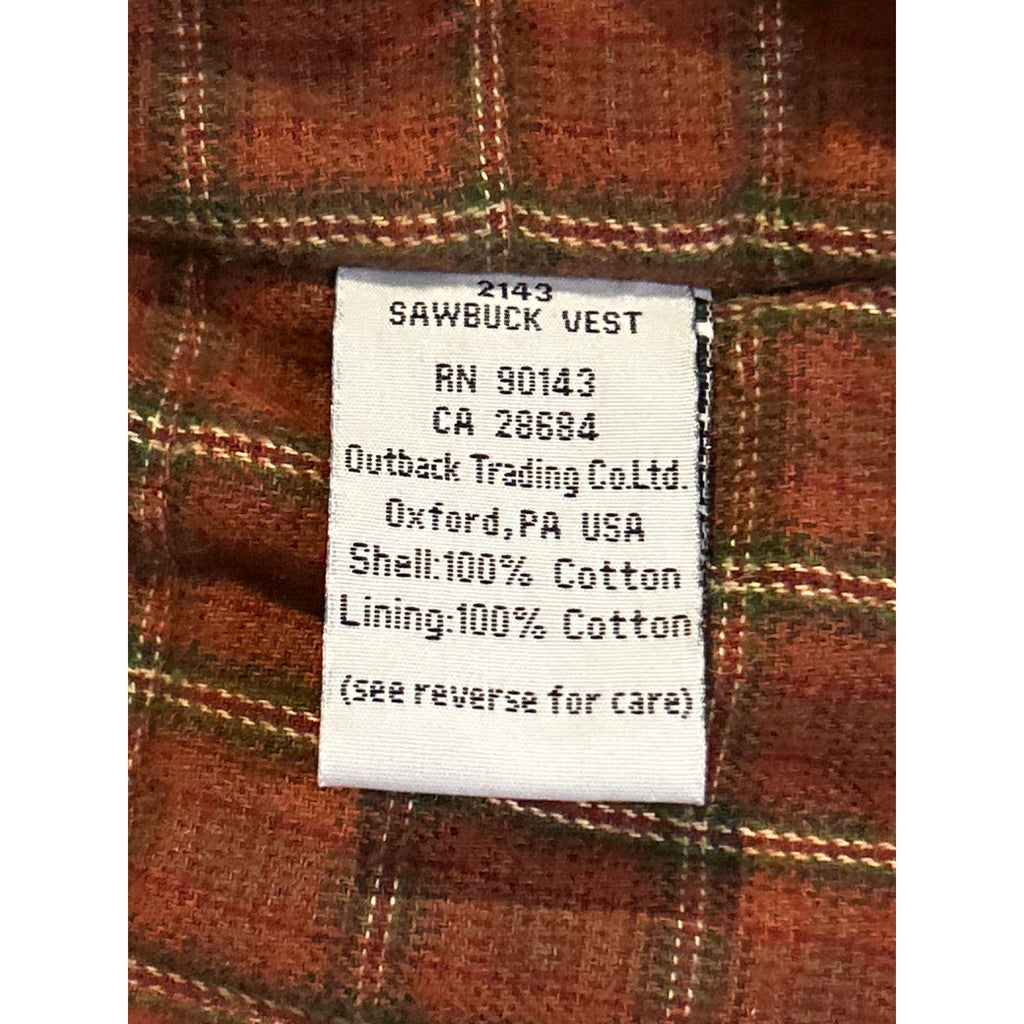 2143
SAWBUCK VEST
RN 90143
CA 28684
Outback Trading Co.Ltd.
Oxford,PA USA
Shell:100% Cotton
Lining:100% Cotton
(see reverse for care)